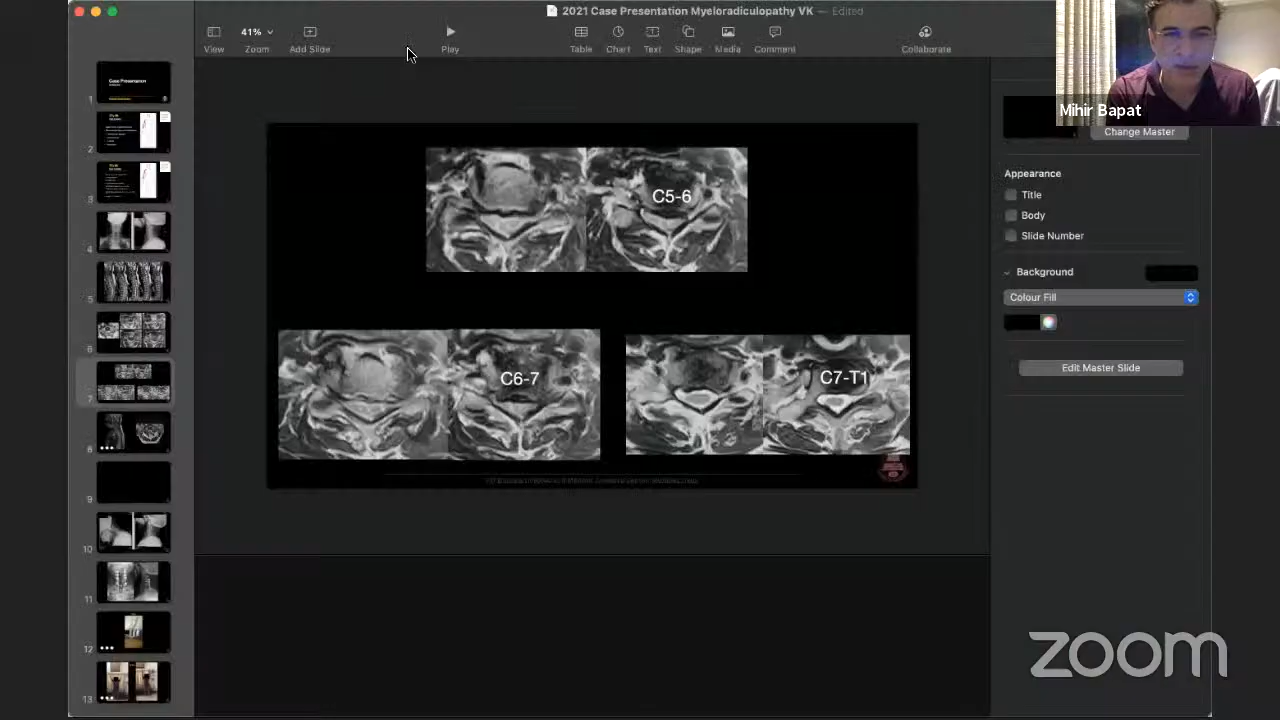 2021 Case Presentation Myeloradiculopathy VK — Edited
41%
View
Zoom
Add Slide
Play
Table
Chart
Text
Shape
Media
Comment
Collaborate
Mihir Bapat
Change Master
Appearance
Title
Body
Slide Number
Background
Colour Fill
Edit Master Slide
C5-6
C6-7
C7-T1
Case Presentation
1
2
3
4
5
6
7
8
9
10
11
12
13
zoom